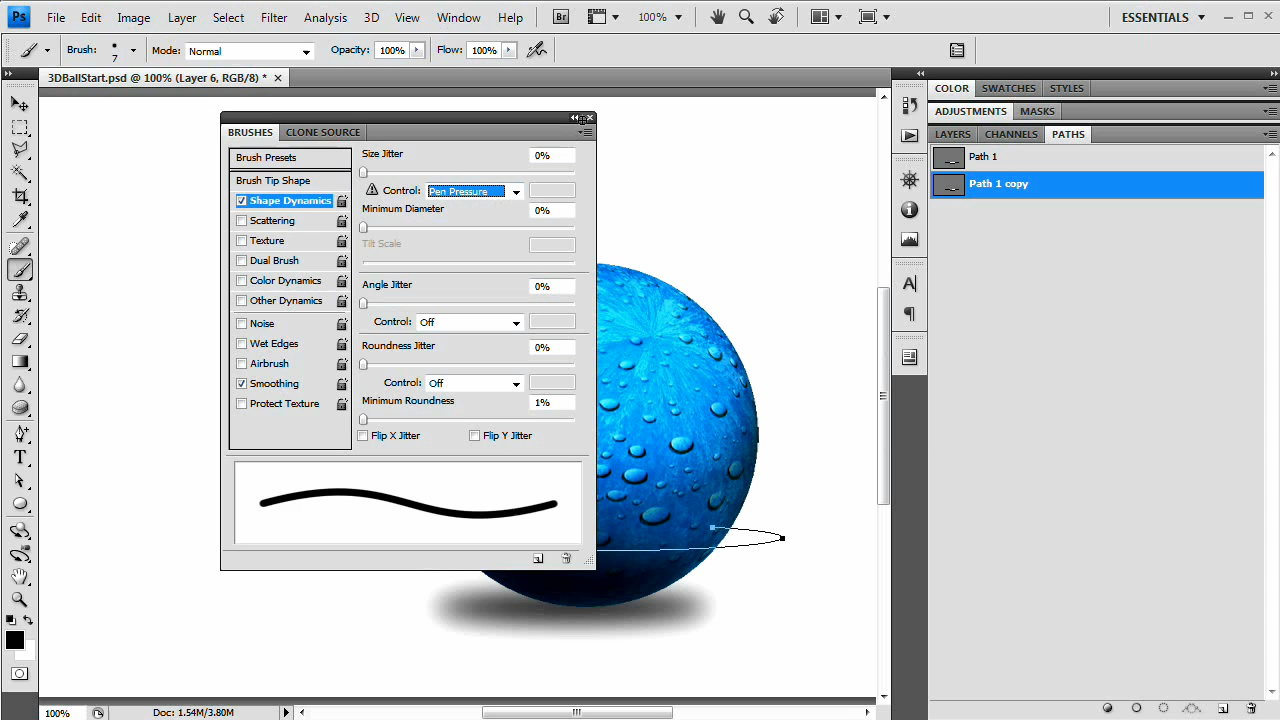 Ps File Edit Image Layer Select Filter Analysis 3D View Window Help Br 100% ESSENTIALS
Brush: 7 Mode: Normal Opacity: 100% Flow: 100%
3DBallStart.psd @ 100% (Layer 6, RGB/8) *
COLOR SWATCHES STYLES
ADJUSTMENTS MASKS
LAYERS CHANNELS PATHS
Path 1
Path 1 copy
BRUSHES CLONE SOURCE
Brush Presets
Brush Tip Shape
Shape Dynamics
Scattering
Texture
Dual Brush
Color Dynamics
Other Dynamics
Noise
Wet Edges
Airbrush
Smoothing
Protect Texture
Size Jitter 0%
Control: Pen Pressure
Minimum Diameter 0%
Tilt Scale
Angle Jitter 0%
Control: Off
Roundness Jitter 0%
Control: Off
Minimum Roundness 1%
Flip X Jitter Flip Y Jitter
100% Doc: 1.54M/3.80M